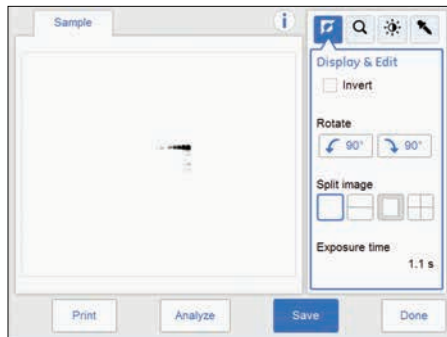 Sample
i
Display & Edit
Invert
Rotate
90°
90°
Split image
Exposure time
1.1 s
Print
Analyze
Save
Done